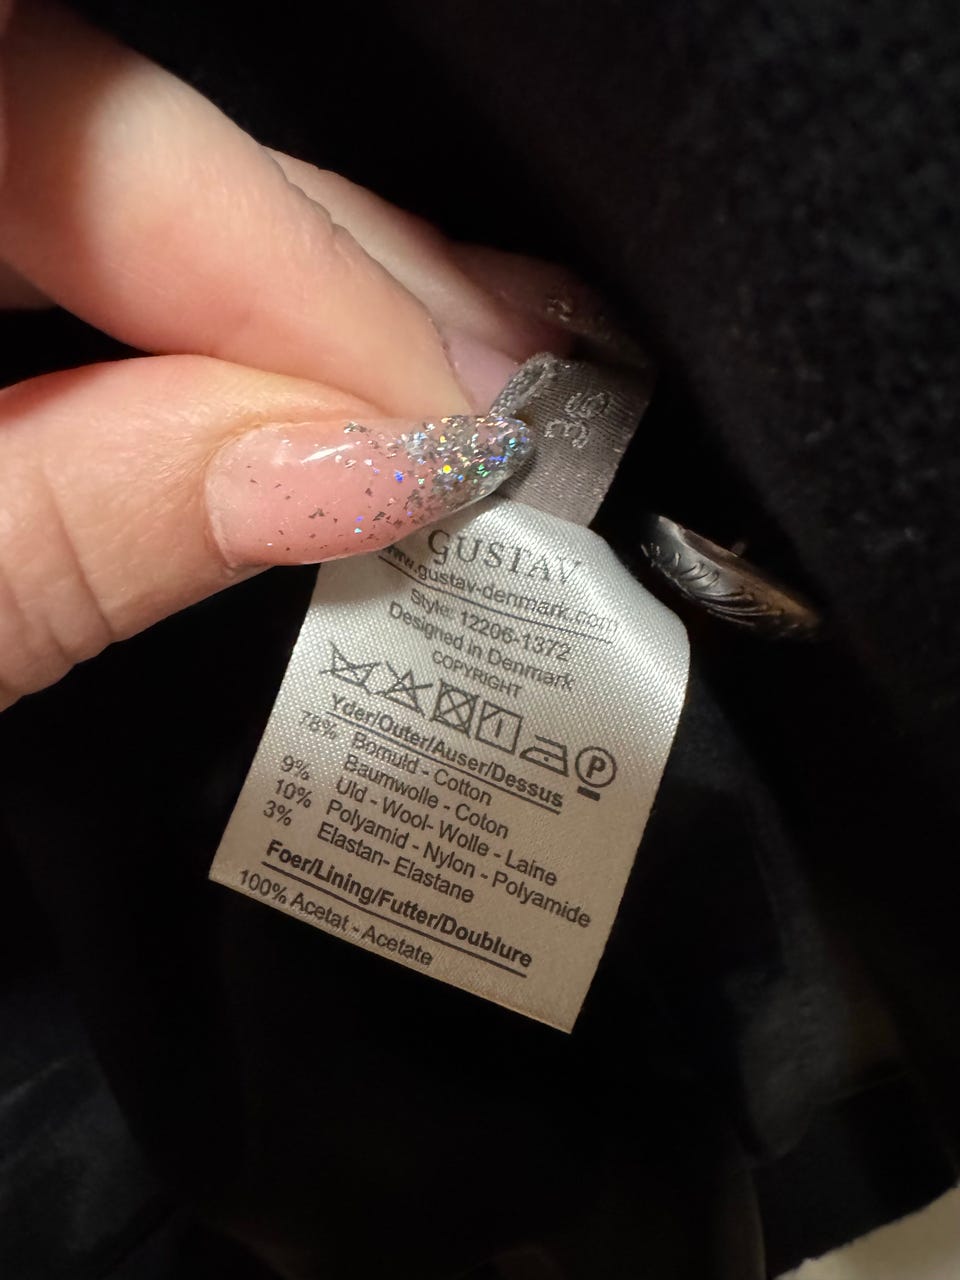 GUSTAV
www.gustav-denmark.com
Style: 12206-1372
Designed in Denmark
COPYRIGHT
P
Yder/Outer/Auser/Dessus
78% Bomuld - Cotton
Baumwolle - Coton
9% Uld - Wool- Wolle - Laine
10% Polyamid - Nylon - Polyamide
3% Elastan- Elastane
Foer/Lining/Futter/Doublure
100% Acetat - Acetate